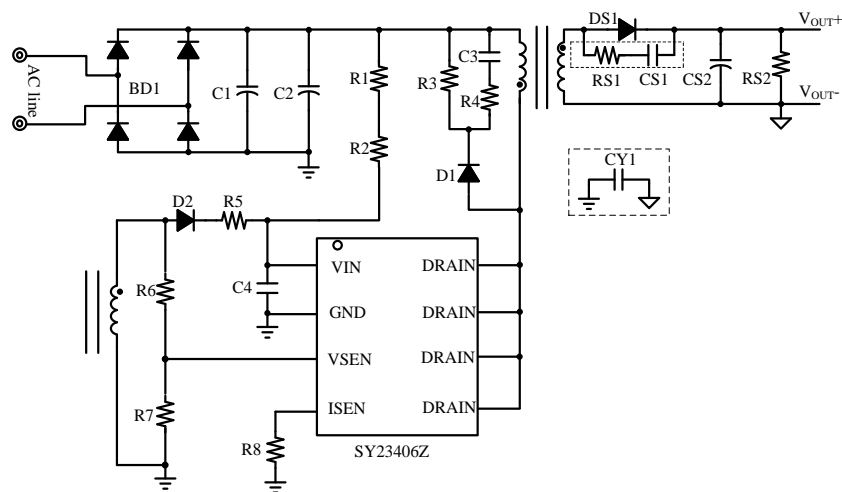 DS1
VOUT+
C3
R1
R3
RS1
CS1
CS2
RS2
AC line
BD1
C1
C2
R4
VOUT-
R2
D1
CY1
D2
R5
VIN
DRAIN
R6
C4
GND
DRAIN
VSEN
DRAIN
R7
ISEN
DRAIN
R8
SY23406Z